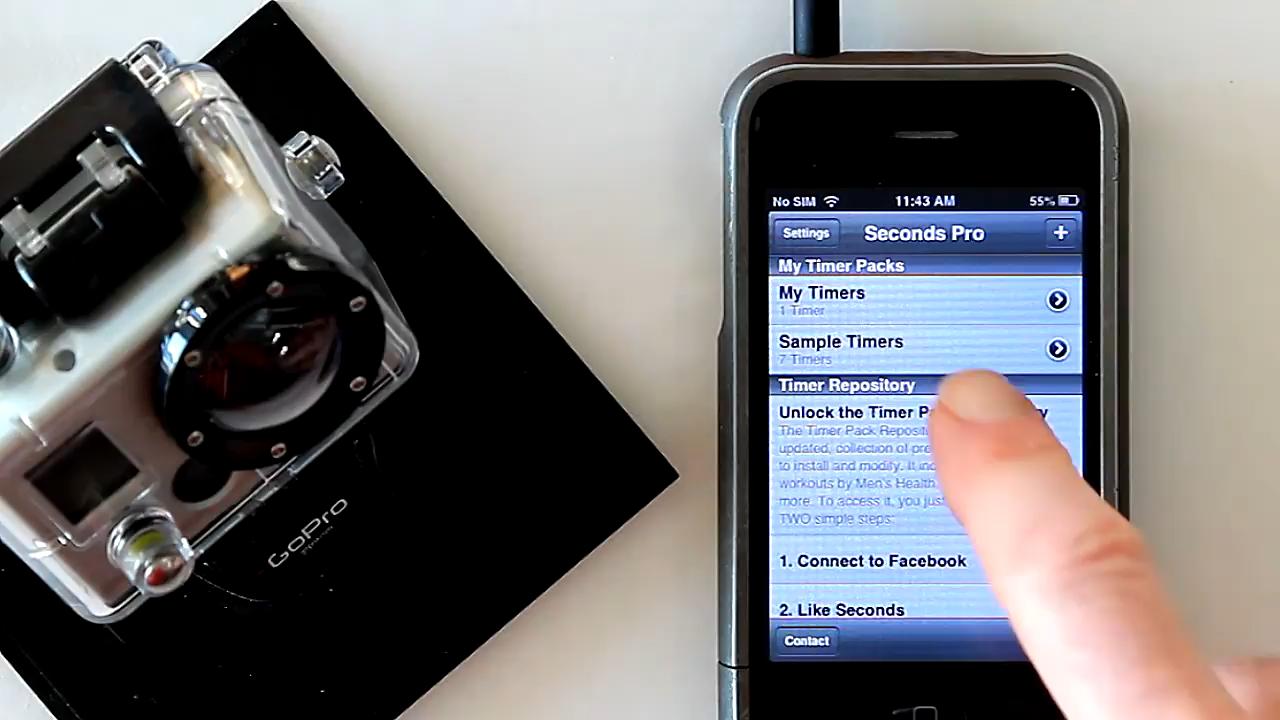 No SIM 11:43 AM 55%
Settings Seconds Pro +
My Timer Packs
My Timers
1 Timer
Sample Timers
7 Timers
Timer Repository
Unlock the Timer
The Timer Pack
updated, collection of
to install and modify. It
workouts by Men's Health
more. To access it, you
TWO simple steps:
1. Connect to Facebook
2. Like Seconds
Contact
GoPro